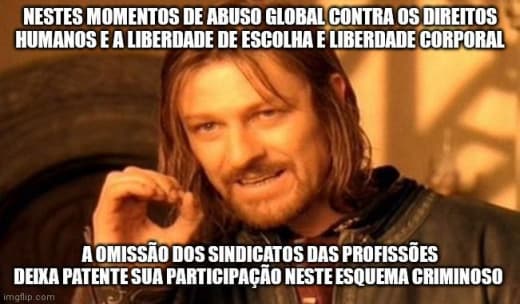 NESTES MOMENTOS DE ABUSO GLOBAL CONTRA OS DIREITOS
HUMANOS E A LIBERDADE DE ESCOLHA E LIBERDADE CORPORAL
A OMISSÃO DOS SINDICATOS DAS PROFISSÕES
DEIXA PATENTE SUA PARTICIPAÇÃO NESTE ESQUEMA CRIMINOSO
imgflip.com